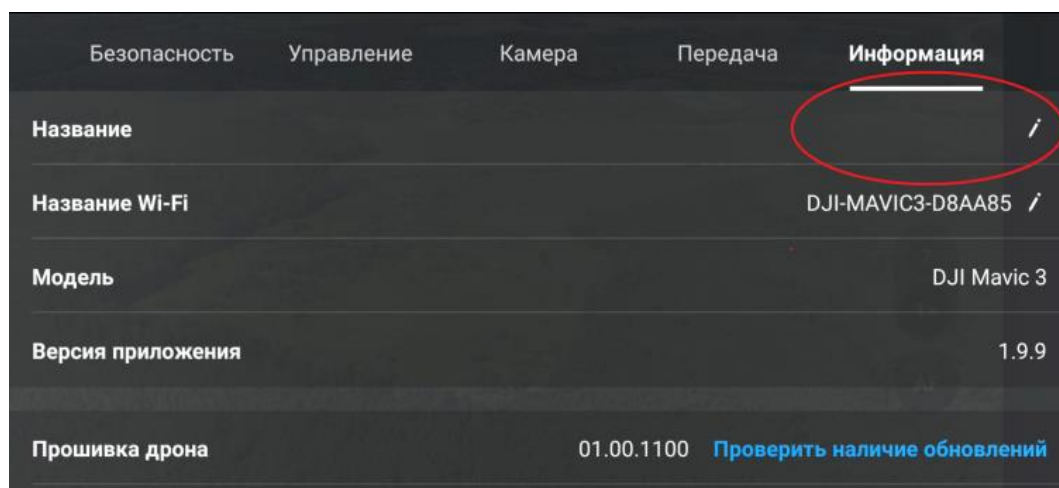 Безопасность Управление Камера Передача Информация
Название
Название Wi-Fi DJI-MAVIC3-D8AA85
Модель DJI Mavic 3
Версия приложения 1.9.9
Прошивка дрона 01.00.1100 Проверить наличие обновлений